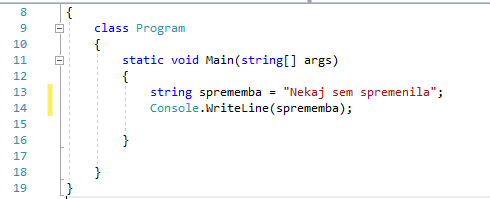 8 {
9 class Program
10 {
11 static void Main(string[] args)
12 {
13 string sprememba = "Nekaj sem spremenila";
14 Console.WriteLine(sprememba);
15
16 }
17
18 }
19 }